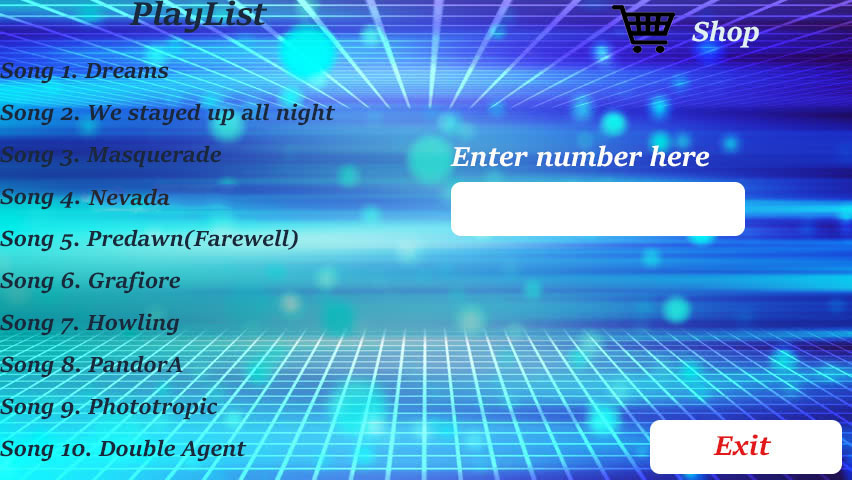 PlayList
Shop
Song 1. Dreams
Song 2. We stayed up all night
Song 3. Masquerade
Song 4. Nevada
Song 5. Predawn(Farewell)
Song 6. Grafiore
Song 7. Howling
Song 8. PandorA
Song 9. Phototropic
Song 10. Double Agent
Enter number here
Exit